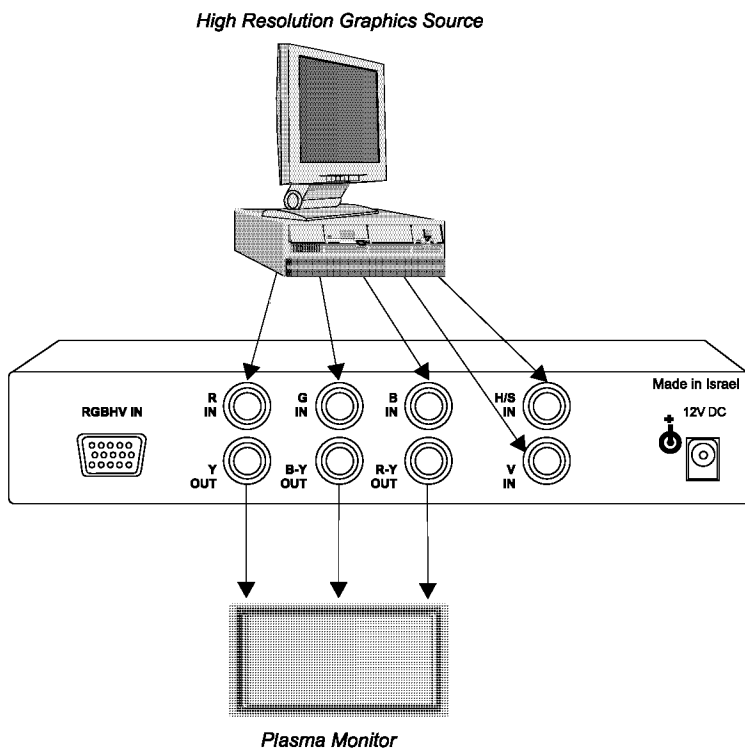 High Resolution Graphics Source
Made in Israel
RGBHV IN
R
IN
G
IN
B
IN
H/S
IN
+
12V DC
Y
OUT
B-Y
OUT
R-Y
OUT
V
IN
Plasma Monitor